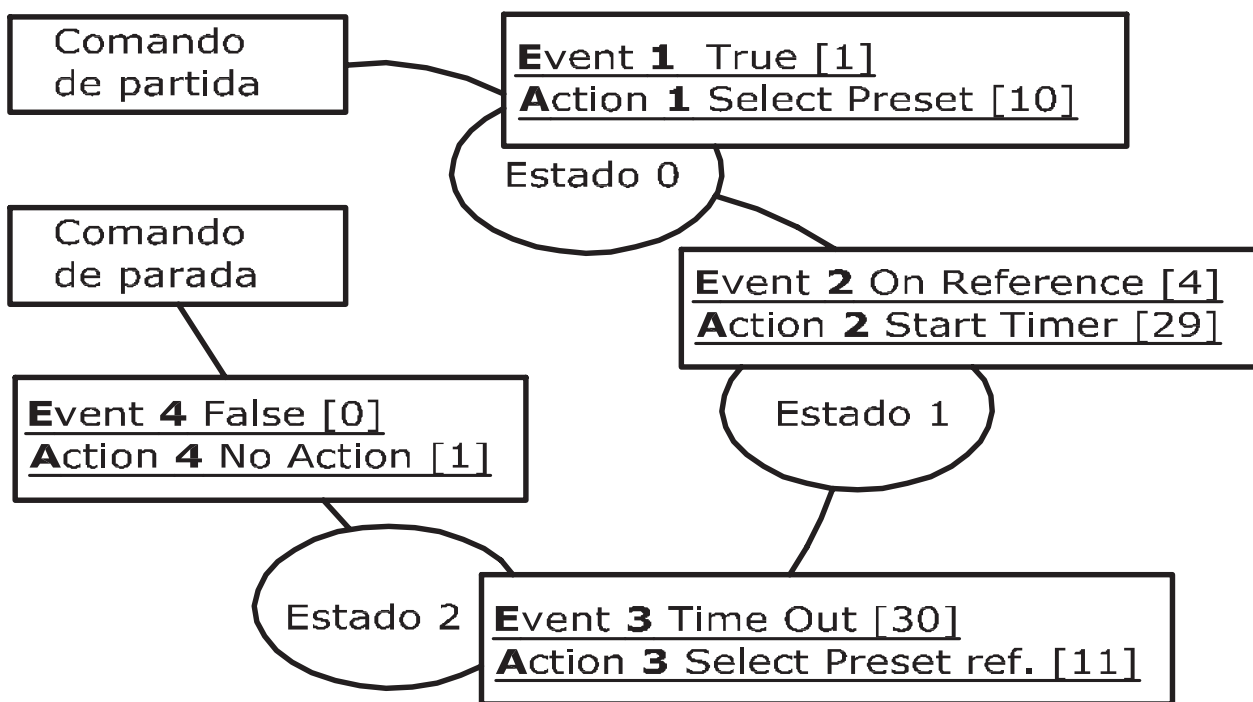 Comando
de partida
Event 1 True [1]
Action 1 Select Preset [10]
Estado 0
Comando
de parada
Event 2 On Reference [4]
Action 2 Start Timer [29]
Estado 1
Event 4 False [0]
Action 4 No Action [1]
Estado 2
Event 3 Time Out [30]
Action 3 Select Preset ref. [11]